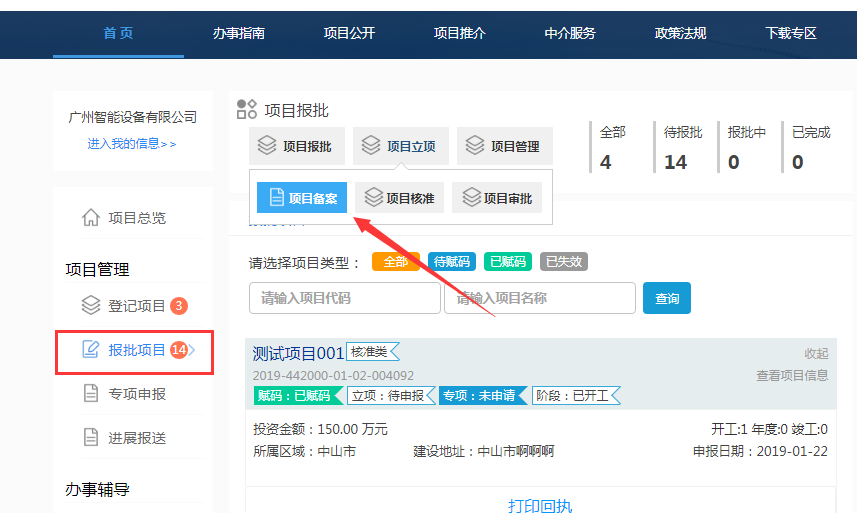 首 页 办事指南 项目公开 项目推介 中介服务 政策法规 下载专区
广州智能设备有限公司
进入我的信息>>
项目总览
项目管理
登记项目 3
报批项目 14
专项申报
进展报送
办事辅导
项目报批
项目报批 项目立项 项目管理
项目备案 项目核准 项目审批
全部 待报批 报批中 已完成
4 14 0 0
请选择项目类型： 全部 待赋码 已赋码 已失效
请输入项目代码 请输入项目名称 查询
测试项目001 核准类 收起
2019-442000-01-02-004092 查看项目信息
赋码：已赋码 立项：待申报 专项：未申请 阶段：已开工
投资金额：150.00 万元 开工:1 年度:0 竣工:0
所属区域：中山市 建设地址：中山市啊啊啊 申报日期：2019-01-22
打印回执